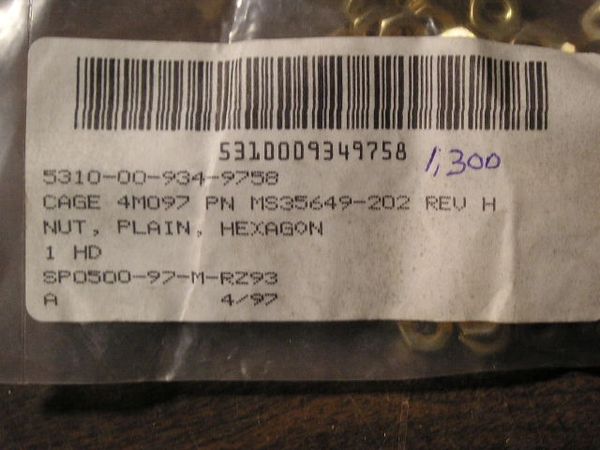 5310009349758 1,300
5310-00-934-9758
CAGE 4M097 PN MS35649-202 REV H
NUT, PLAIN, HEXAGON
1 HD
SP0500-97-M-RZ93
A 4/97